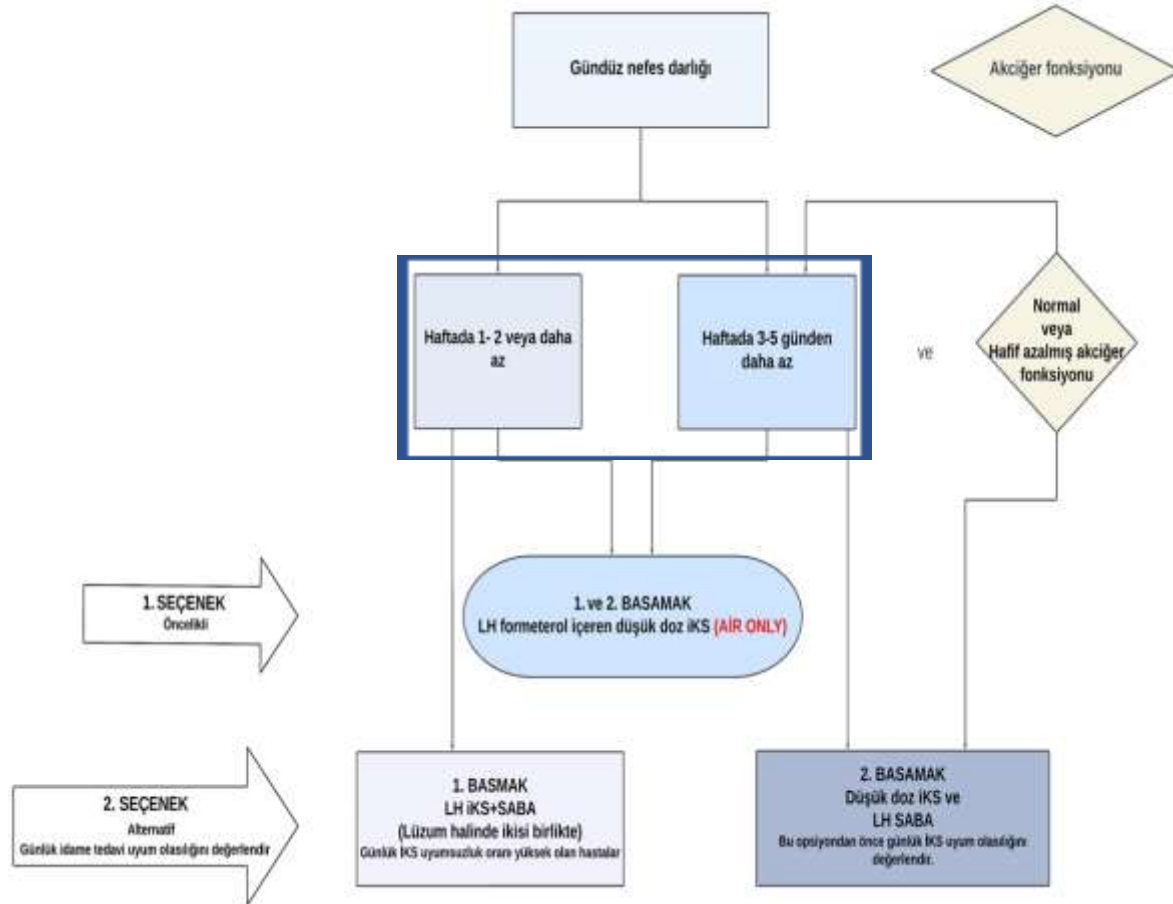 Gündüz nefes darlığı
Akciğer fonksiyonu
Haftada 1- 2 veya daha
az
Haftada 3-5 günden
daha az
ve
Normal
veya
Hafif azalmış akciğer
fonksiyonu
1. SEÇENEK
Öncelikli
1. ve 2. BASAMAK
LH formeterol içeren düşük doz iKS (AİR ONLY)
2. SEÇENEK
Alternatif
Günlük idame tedavi uyum olasılığını değerlendir
1. BASMAK
LH iKS+SABA
(Lüzum halinde ikisi birlikte)
Günlük İKS uyumsuzluk oranı yüksek olan hastalar
2. BASAMAK
Düşük doz iKS ve
LH SABA
Bu opsiyondan önce günlük İKS uyum olasılığını
değerlendir.